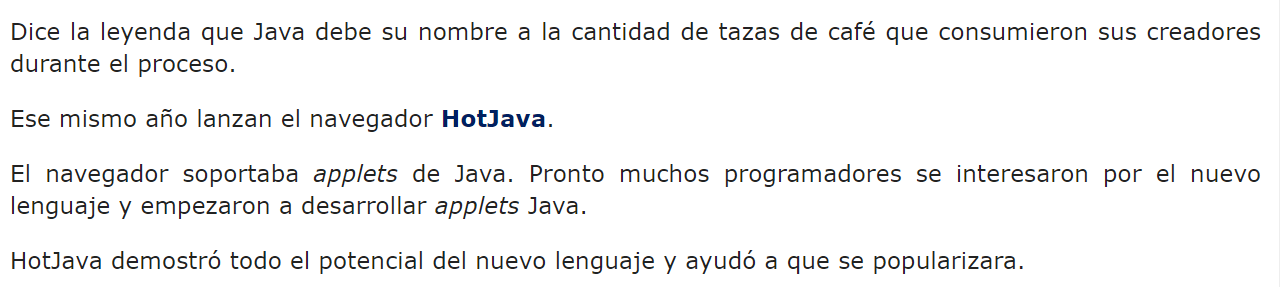 Dice la leyenda que Java debe su nombre a la cantidad de tazas de café que consumieron sus creadores
durante el proceso.
Ese mismo año lanzan el navegador HotJava.
El navegador soportaba applets de Java. Pronto muchos programadores se interesaron por el nuevo
lenguaje y empezaron a desarrollar applets Java.
HotJava demostró todo el potencial del nuevo lenguaje y ayudó a que se popularizara.